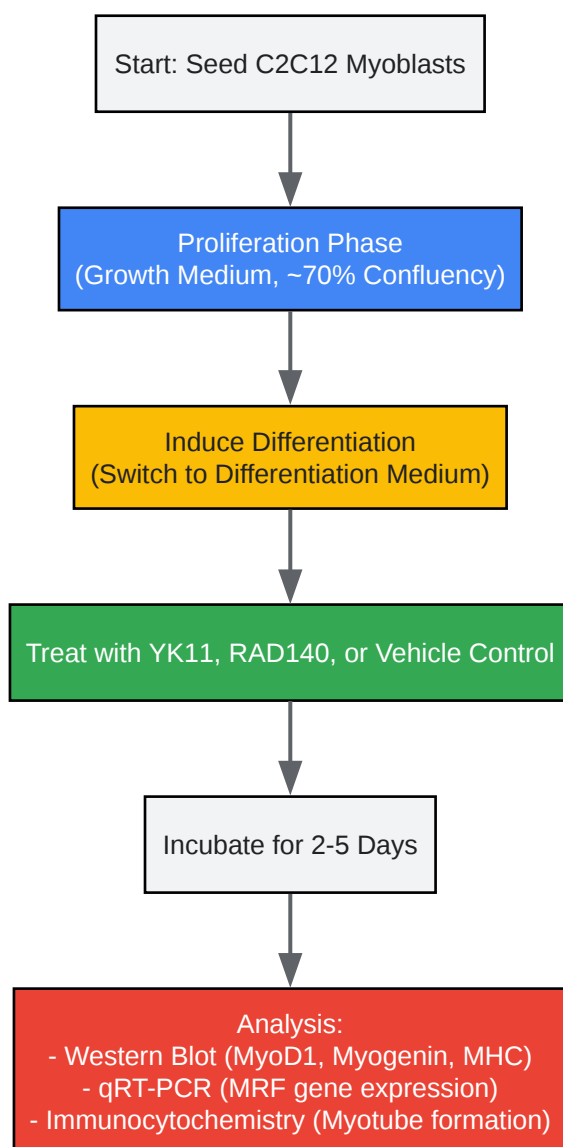 Start: Seed C2C12 Myoblasts
Proliferation Phase
(Growth Medium, ~70% Confluency)
Induce Differentiation
(Switch to Differentiation Medium)
Treat with YK11, RAD140, or Vehicle Control
Incubate for 2-5 Days
Analysis:
- Western Blot (MyoD1, Myogenin, MHC)
- qRT-PCR (MRF gene expression)
- Immunocytochemistry (Myotube formation)